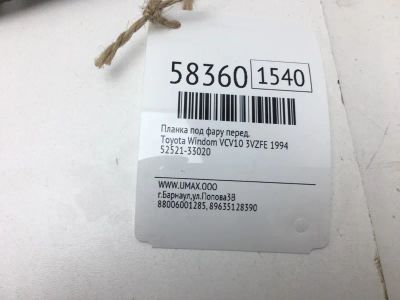 58360 1540
Планка под фару перед.
Toyota Windom VCV10 3VZFE 1994
52521-33020
WWW.UMAX.OOO
г.Барнаул,ул.Попова3В
88006001285, 89635128390